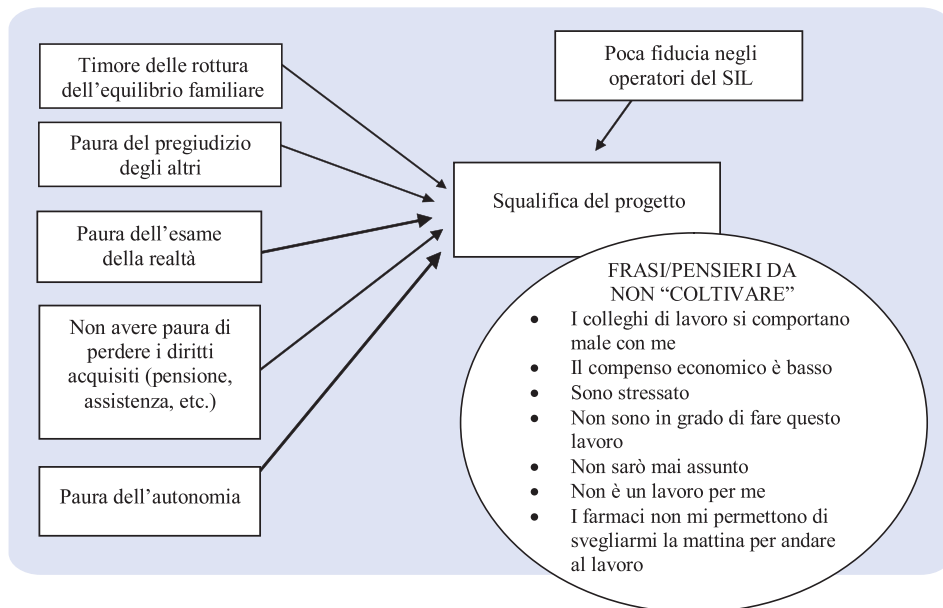 Timore delle rottura
dell’equilibrio familiare
Paura del pregiudizio
degli altri
Paura dell’esame
della realtà
Non avere paura di
perdere i diritti
acquisiti (pensione,
assistenza, etc.)
Paura dell’autonomia
Poca fiducia negli
operatori del SIL
Squalifica del progetto
FRASI/PENSIERI DA
NON “COLTIVARE”
• I colleghi di lavoro si comportano
male con me
• Il compenso economico è basso
• Sono stressato
• Non sono in grado di fare questo
lavoro
• Non sarò mai assunto
• Non è un lavoro per me
• I farmaci non mi permettono di
svegliarmi la mattina per andare
al lavoro